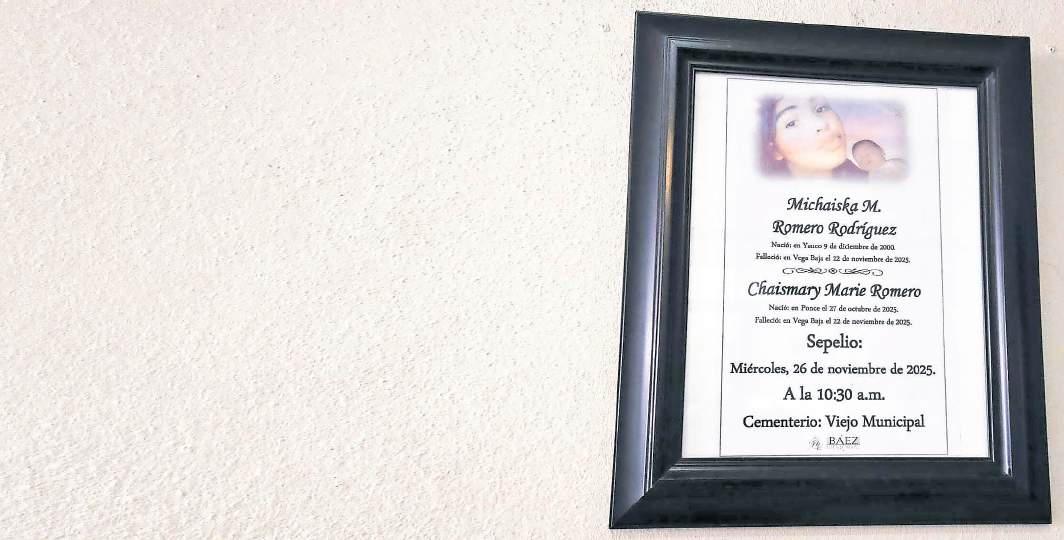 Michaiska M.
Romero Rodríguez
Nació: en Yauco 9 de diciembre de 2000.
Falleció: en Vega Baja el 22 de noviembre de 2025.
Chaismary Marie Romero
Nació: en Ponce el 27 de octubre de 2025.
Falleció: en Vega Baja el 22 de noviembre de 2025.
Sepelio:
Miércoles, 26 de noviembre de 2025.
A la 10:30 a.m.
Cementerio: Viejo Municipal
BÁEZ